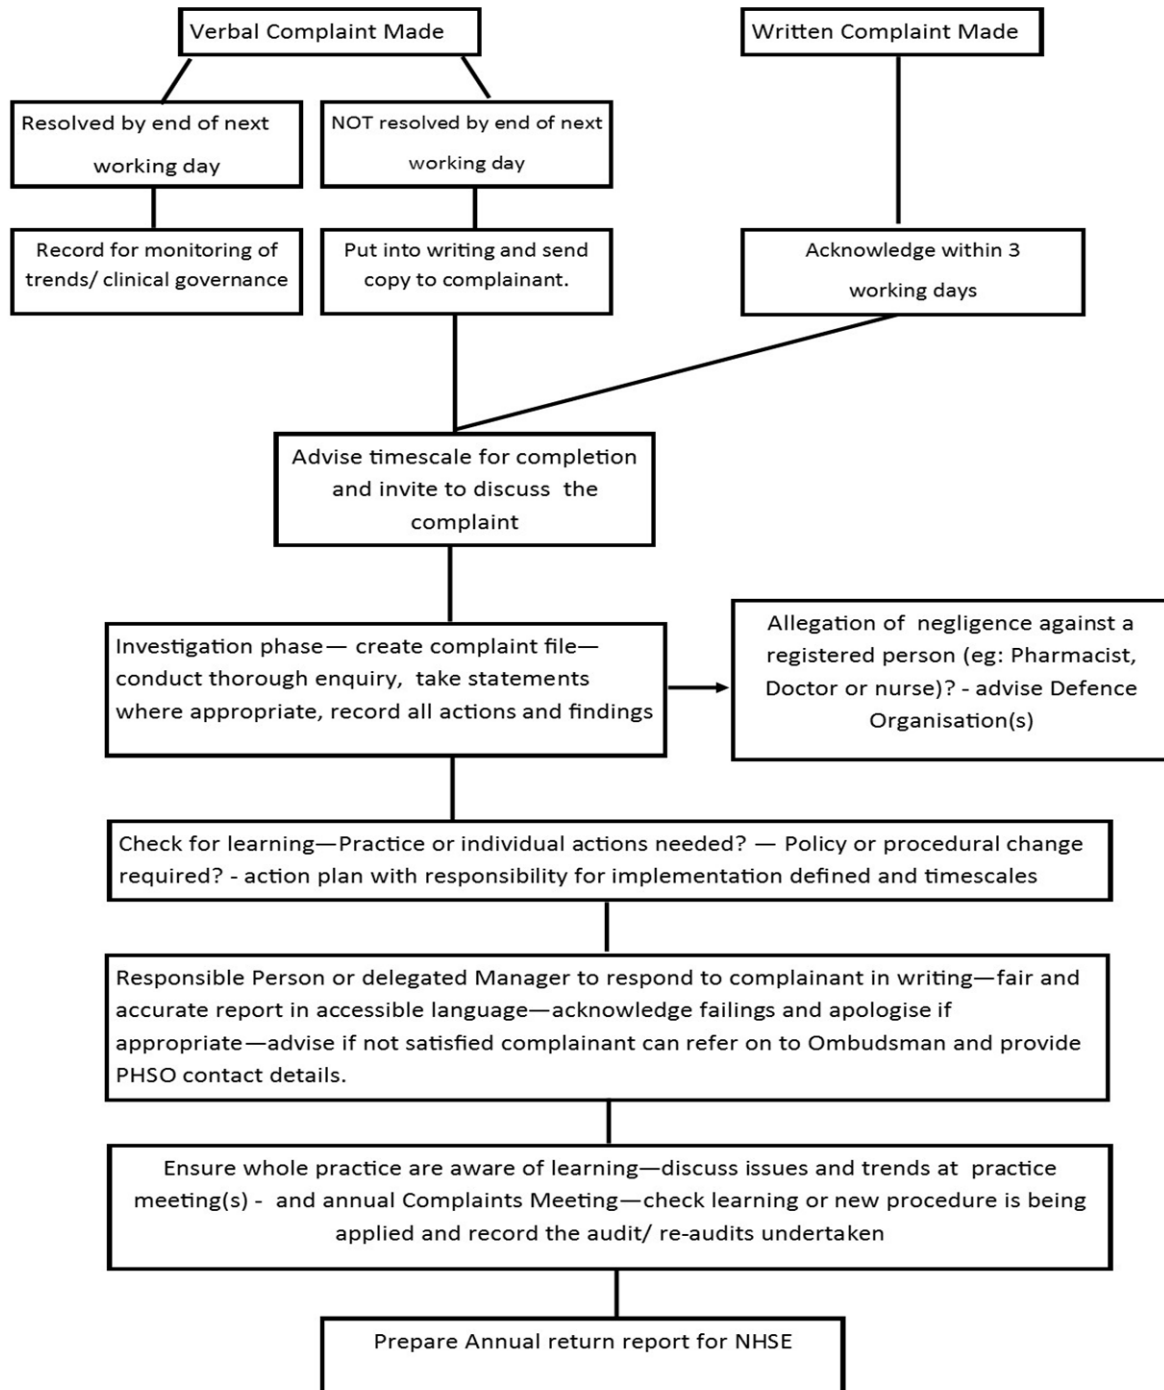 Verbal Complaint Made
Written Complaint Made
Resolved by end of next
working day
NOT resolved by end of next
working day
Record for monitoring of
trends/ clinical governance
Put into writing and send
copy to complainant.
Acknowledge within 3
working days
Advise timescale for completion
and invite to discuss the
complaint
Investigation phase— create complaint file—
conduct thorough enquiry, take statements
where appropriate, record all actions and findings
Allegation of negligence against a
registered person (eg: Pharmacist,
Doctor or nurse)? - advise Defence
Organisation(s)
Check for learning—Practice or individual actions needed? — Policy or procedural change
required? - action plan with responsibility for implementation defined and timescales
Responsible Person or delegated Manager to respond to complainant in writing—fair and
accurate report in accessible language—acknowledge failings and apologise if
appropriate—advise if not satisfied complainant can refer on to Ombudsman and provide
PHSO contact details.
Ensure whole practice are aware of learning—discuss issues and trends at practice
meeting(s) - and annual Complaints Meeting—check learning or new procedure is being
applied and record the audit/ re-audits undertaken
Prepare Annual return report for NHSE